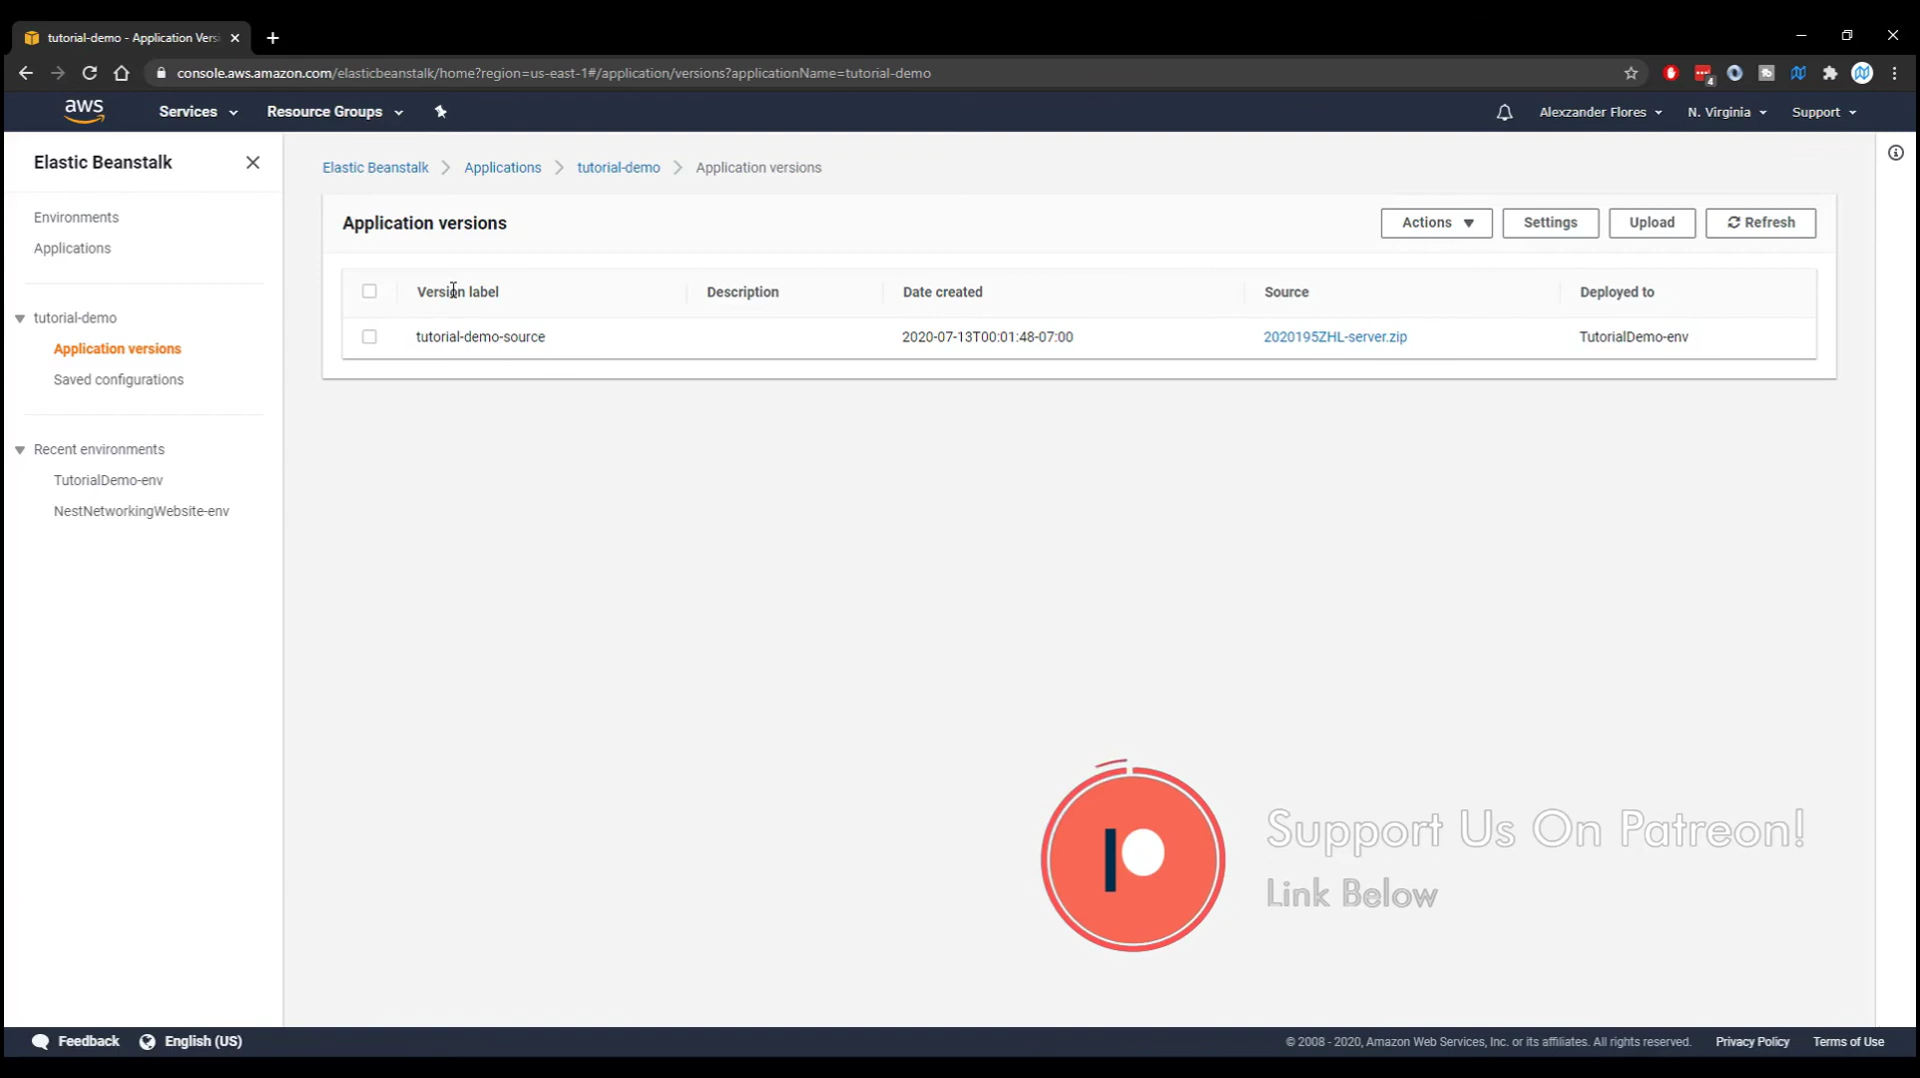 tutorial-demo - Application Vers
console.aws.amazon.com/elasticbeanstalk/home?region=us-east-1#/application/versions?applicationName=tutorial-demo
4
aws Services Resource Groups Alexzander Flores N. Virginia Support
Elastic Beanstalk
Environments
Applications
tutorial-demo
Application versions
Saved configurations
Recent environments
TutorialDemo-env
NestNetworkingWebsite-env
Elastic Beanstalk Applications tutorial-demo Application versions
Application versions Actions Settings Upload Refresh
Version label Description Date created Source Deployed to
tutorial-demo-source 2020-07-13T00:01:48-07:00 2020195ZHL-server.zip TutorialDemo-env
Support Us On Patreon!
Link Below
Feedback English (US) © 2008 - 2020, Amazon Web Services, Inc. or its affiliates. All rights reserved. Privacy Policy Terms of Use